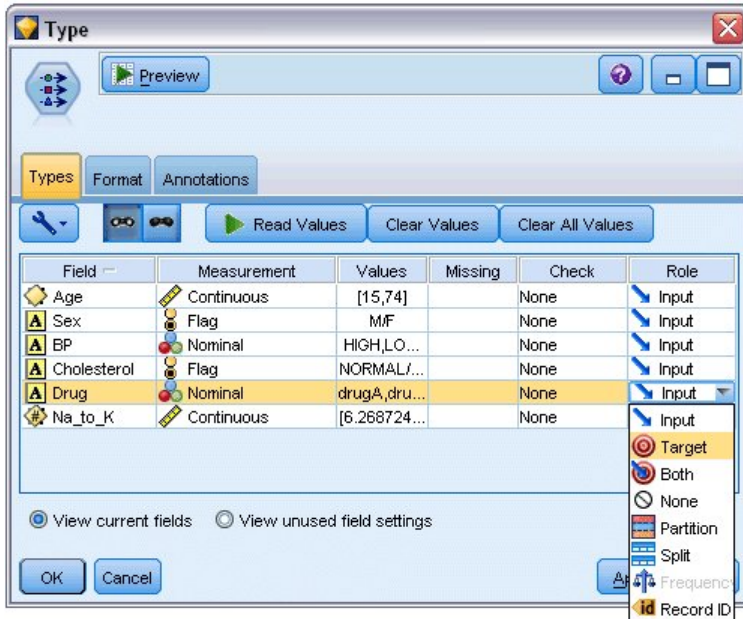 Type
Preview
Types Format Annotations
Read Values Clear Values Clear All Values
Field Measurement Values Missing Check Role
Age Continuous [15,74] None Input
A Sex Flag M/F None Input
A BP Nominal HIGH,LO... None Input
A Cholesterol Flag NORMAL/... None Input
A Drug Nominal drugA,dru... None Input
# Na_to_K Continuous [6.268724... None Input
Input
Target
Both
None
Partition
Split
Frequency
id Record ID
View current fields View unused field settings
OK Cancel